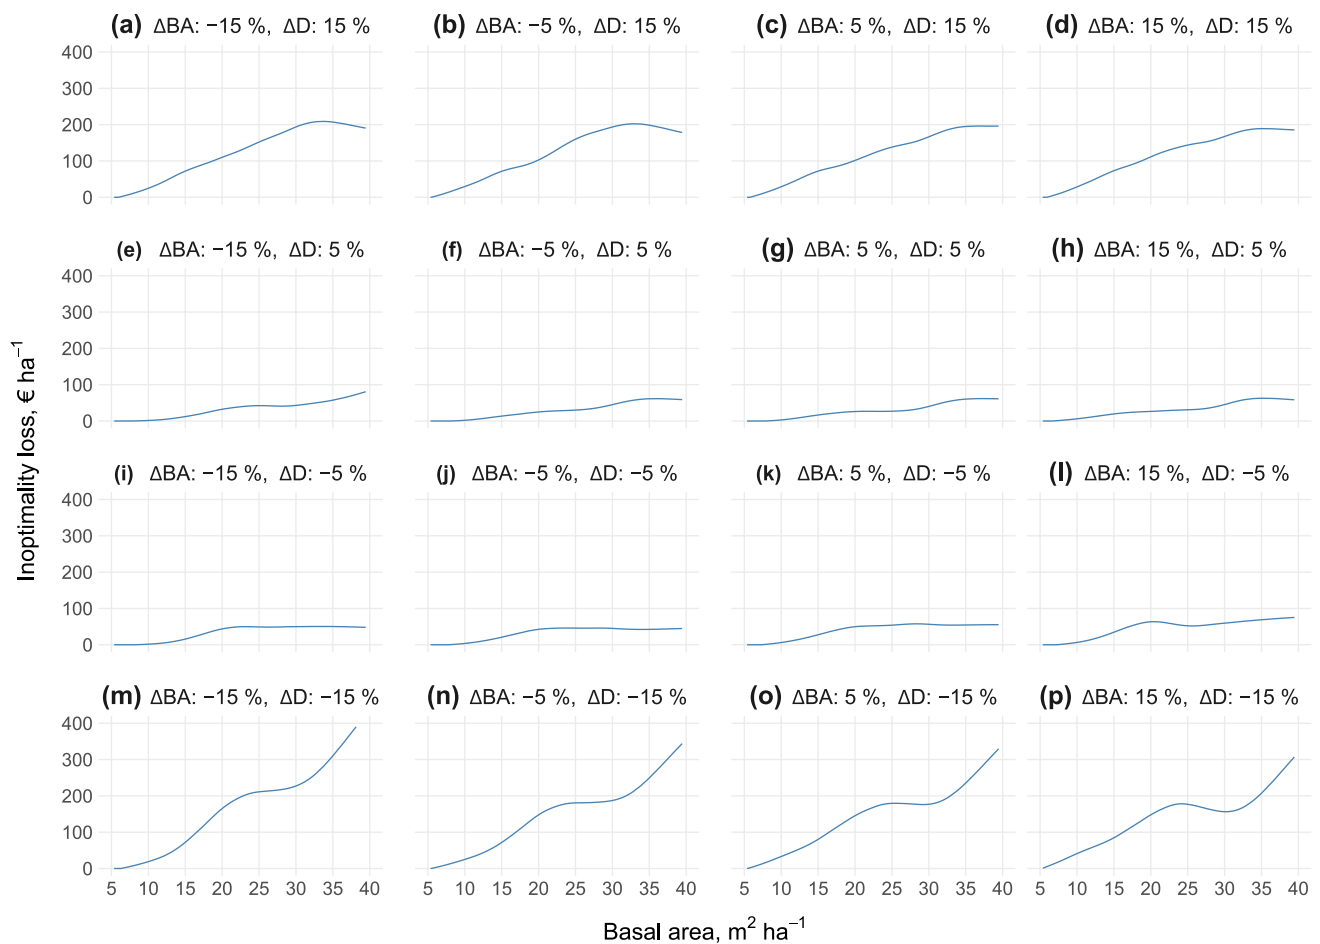 (a) ΔBA: −15 %, ΔD: 15 %
(b) ΔBA: −5 %, ΔD: 15 %
(c) ΔBA: 5 %, ΔD: 15 %
(d) ΔBA: 15 %, ΔD: 15 %
400
300
200
100
0
(e) ΔBA: −15 %, ΔD: 5 %
(f) ΔBA: −5 %, ΔD: 5 %
(g) ΔBA: 5 %, ΔD: 5 %
(h) ΔBA: 15 %, ΔD: 5 %
400
300
200
100
0
Inoptimality loss, € ha⁻¹
(i) ΔBA: −15 %, ΔD: −5 %
(j) ΔBA: −5 %, ΔD: −5 %
(k) ΔBA: 5 %, ΔD: −5 %
(l) ΔBA: 15 %, ΔD: −5 %
400
300
200
100
0
(m) ΔBA: −15 %, ΔD: −15 %
(n) ΔBA: −5 %, ΔD: −15 %
(o) ΔBA: 5 %, ΔD: −15 %
(p) ΔBA: 15 %, ΔD: −15 %
400
300
200
100
0
5 10 15 20 25 30 35 40
5 10 15 20 25 30 35 40
5 10 15 20 25 30 35 40
5 10 15 20 25 30 35 40
Basal area, m² ha⁻¹